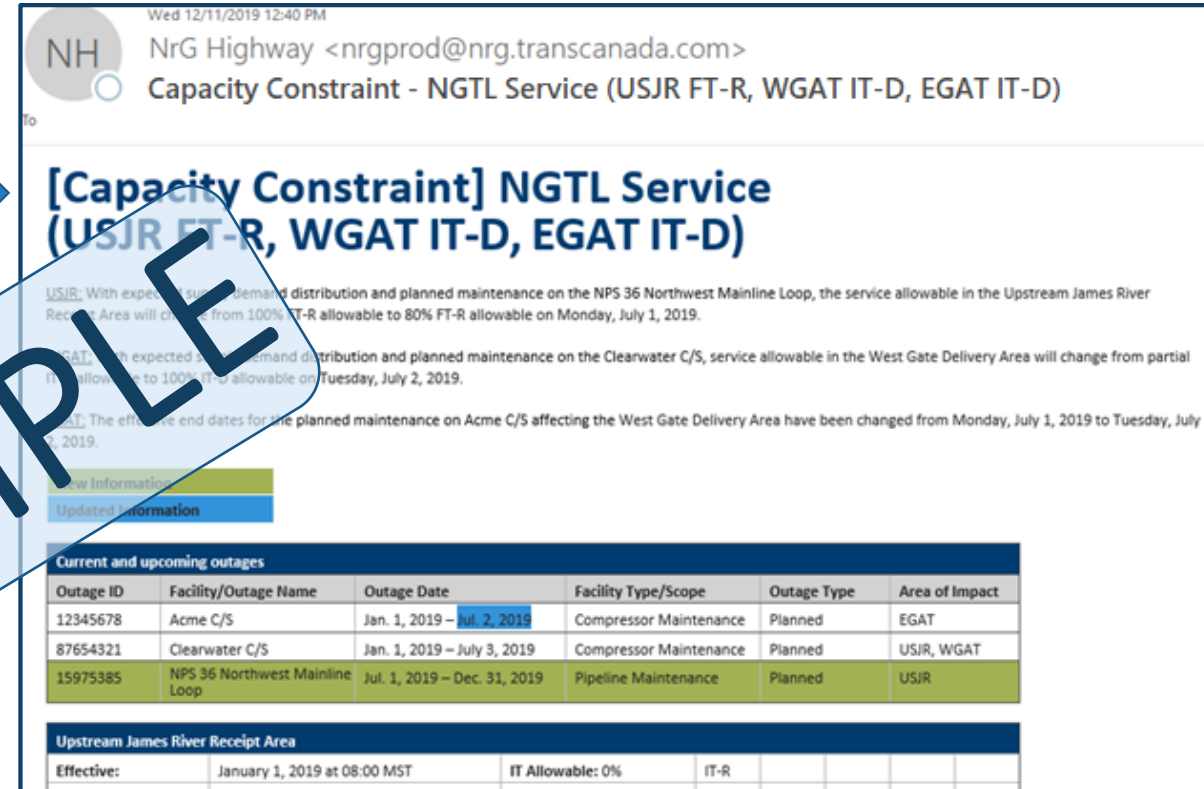 Wed 12/11/2019 12:40 PM
NH
NrG Highway <nrgprod@nrg.transcanada.com>
Capacity Constraint - NGTL Service (USJR FT-R, WGAT IT-D, EGAT IT-D)
To
[Capacity Constraint] NGTL Service
(USJR FT-R, WGAT IT-D, EGAT IT-D)
USJR: With expected supply demand distribution and planned maintenance on the NPS 36 Northwest Mainline Loop, the service allowable in the Upstream James River
Receipt Area will change from 100% FT-R allowable to 80% FT-R allowable on Monday, July 1, 2019.
With expected demand distribution and planned maintenance on the Clearwater C/S, service allowable in the West Gate Delivery Area will change from partial
allowable to 100% IT-D allowable on Tuesday, July 2, 2019.
The effective end dates for the planned maintenance on Acme C/S affecting the West Gate Delivery Area have been changed from Monday, July 1, 2019 to Tuesday, July
2, 2019.
New Information
Updated Information
PLE
Current and upcoming outages
Outage ID Facility/Outage Name Outage Date Facility Type/Scope Outage Type Area of Impact
12345678 Acme C/S Jan. 1, 2019 – Jul. 2, 2019 Compressor Maintenance Planned EGAT
87654321 Clearwater C/S Jan. 1, 2019 – July 3, 2019 Compressor Maintenance Planned USJR, WGAT
15975385 NPS 36 Northwest Mainline Loop Jul. 1, 2019 – Dec. 31, 2019 Pipeline Maintenance Planned USJR
Upstream James River Receipt Area
Effective: January 1, 2019 at 08:00 MST IT Allowable: 0% IT-R